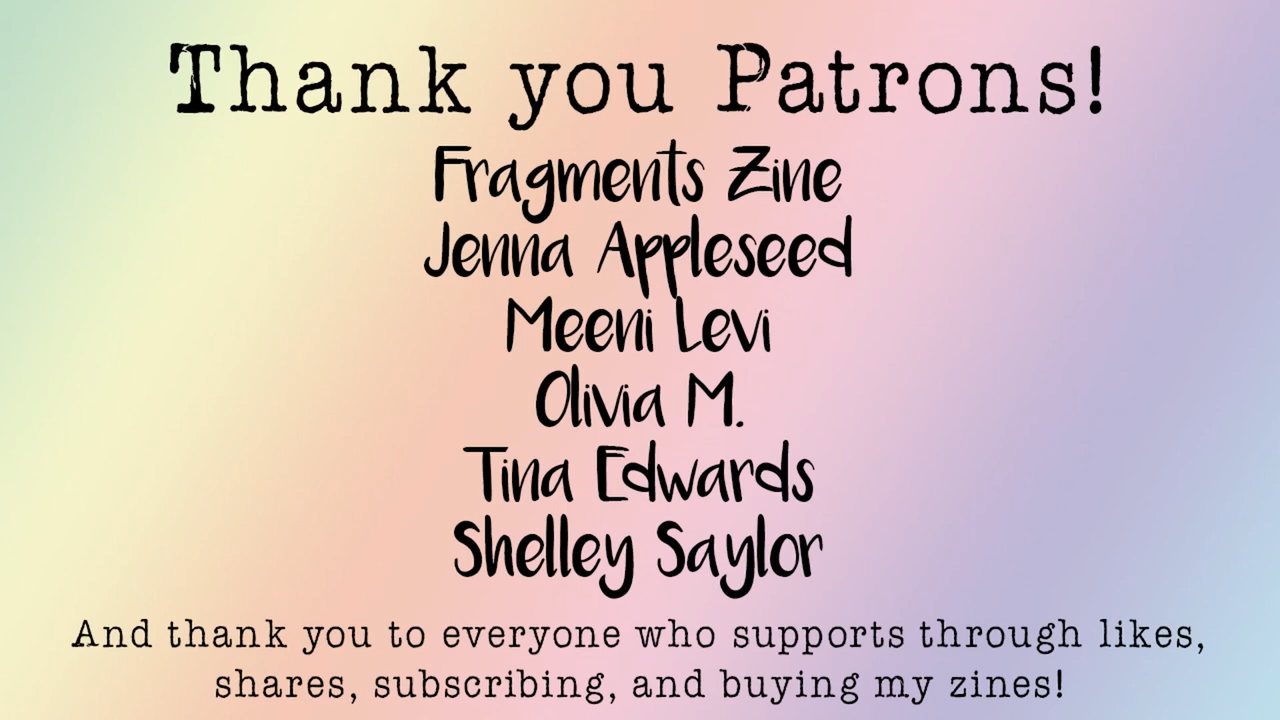 Thank you Patrons!
Fragments Zine
Jenna Appleseed
Meeni Levi
Olivia M.
Tina Edwards
Shelley Saylor
And thank you to everyone who supports through likes,
shares, subscribing, and buying my zines!